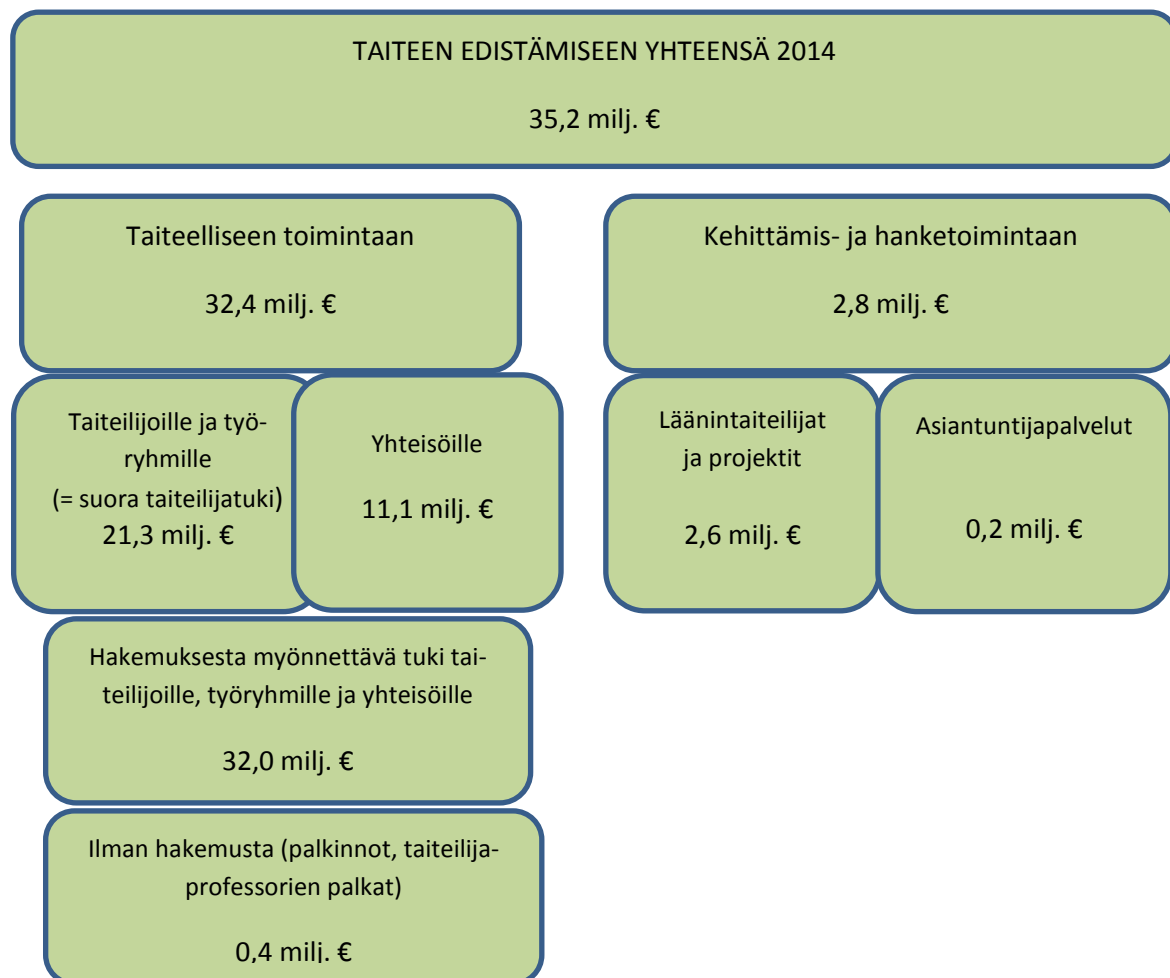 TAITEEN EDISTÄMISEEN YHTEENSÄ 2014
35,2 milj. €
Taiteelliseen toimintaan
32,4 milj. €
Kehittämis- ja hanketoimintaan
2,8 milj. €
Taiteilijoille ja työ-
ryhmille
(= suora taiteilijatuki)
21,3 milj. €
Yhteisöille
11,1 milj. €
Läänintaiteilijat
ja projektit
2,6 milj. €
Asiantuntijapalvelut
0,2 milj. €
Hakemuksesta myönnettävä tuki tai-
teilijoille, työryhmille ja yhteisöille
32,0 milj. €
Ilman hakemusta (palkinnot, taiteilija-
professorien palkat)
0,4 milj. €